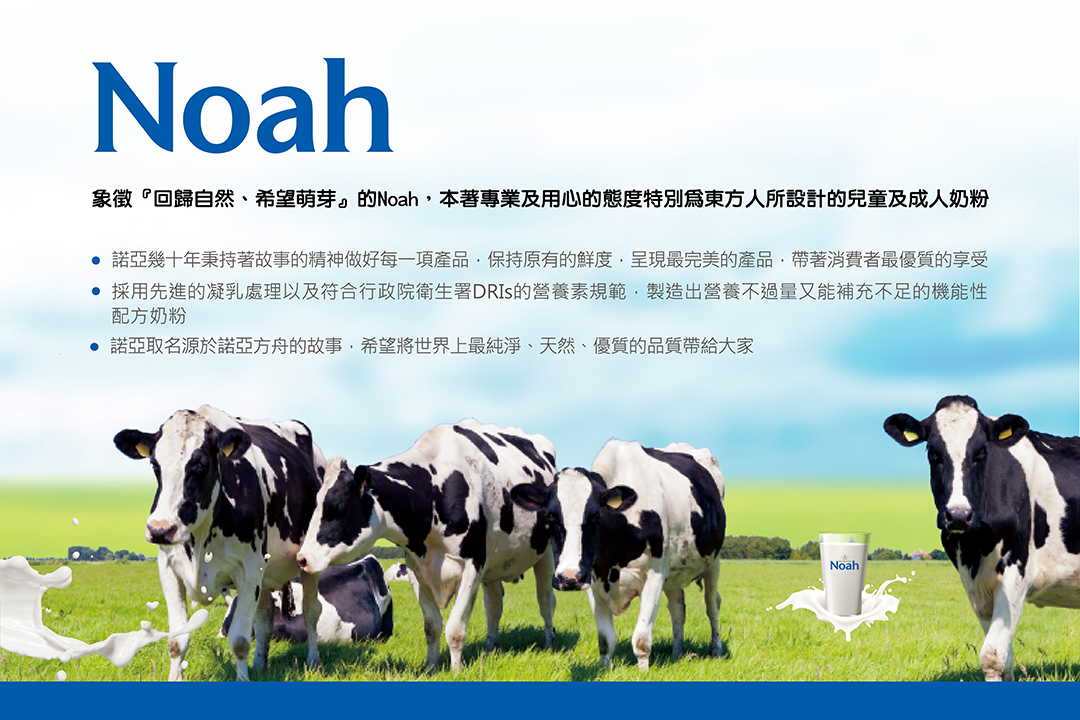 Noah
象徵『回歸自然、希望萌芽』的Noah，本著專業及用心的態度特別為東方人所設計的兒童及成人奶粉
● 諾亞幾十年秉持著故事的精神做好每一項產品，保持原有的鮮度，呈現最完美的產品，帶著消費者最優質的享受
● 採用先進的凝乳處理以及符合行政院衛生署DRIs的營養素規範，製造出營養不過量又能補充不足的機能性
配方奶粉
● 諾亞取名源於諾亞方舟的故事，希望將世界上最純淨、天然、優質的品質帶給大家
Noah